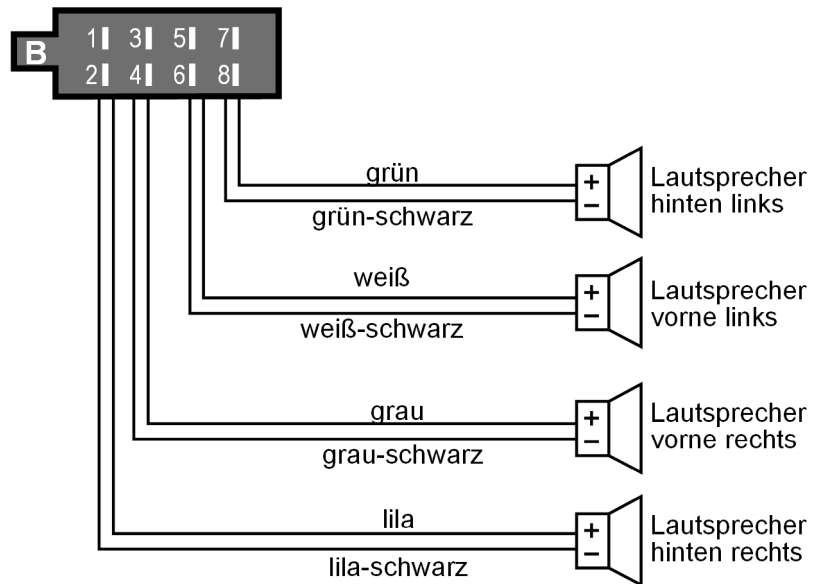 B
1 3 5 7
2 4 6 8
grün
+
-
Lautsprecher
hinten links
grün-schwarz
weiß
+
-
Lautsprecher
vorne links
weiß-schwarz
grau
+
-
Lautsprecher
vorne rechts
grau-schwarz
lila
+
-
Lautsprecher
hinten rechts
lila-schwarz